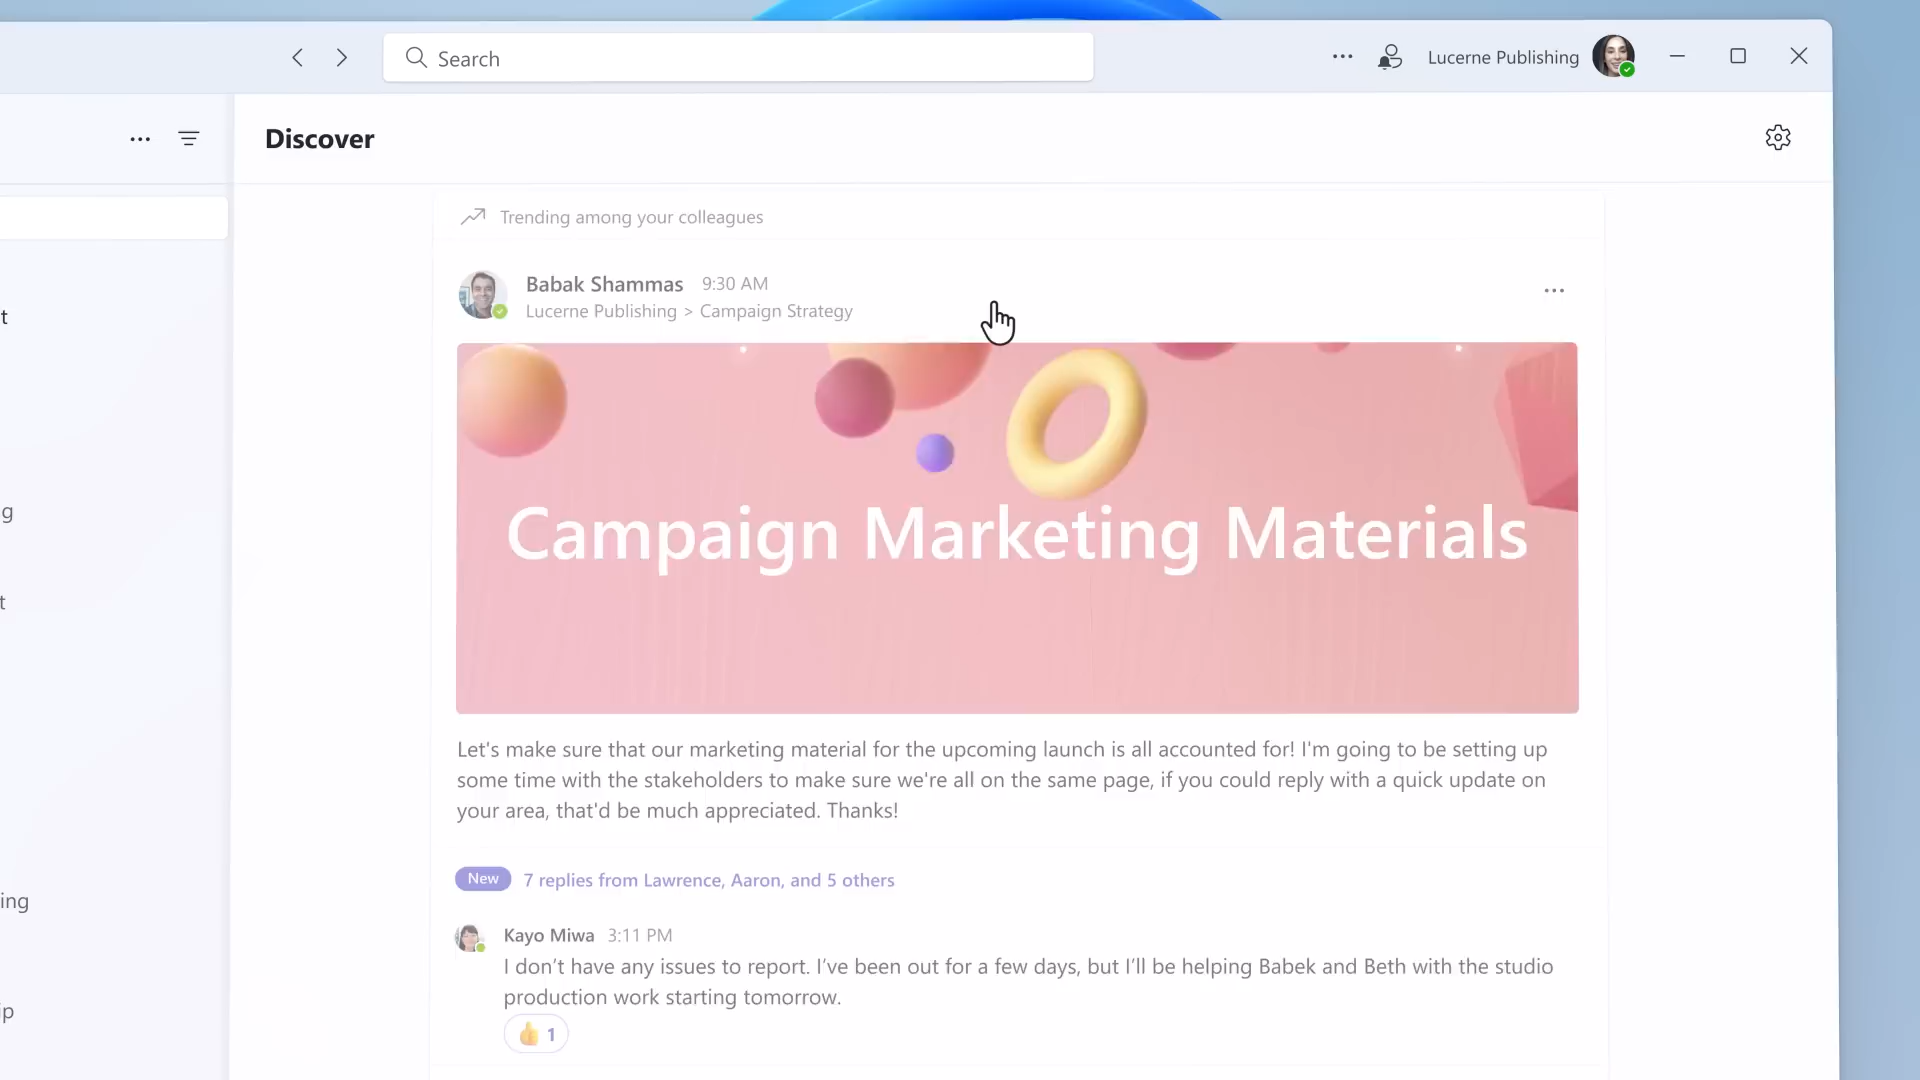 Search
Lucerne Publishing
Discover
Trending among your colleagues
t
Babak Shammas 9:30 AM
Lucerne Publishing > Campaign Strategy
Campaign Marketing Materials
g
t
Let's make sure that our marketing material for the upcoming launch is all accounted for! I'm going to be setting up
some time with the stakeholders to make sure we're all on the same page, if you could reply with a quick update on
your area, that'd be much appreciated. Thanks!
New 7 replies from Lawrence, Aaron, and 5 others
ing
Kayo Miwa 3:11 PM
I don’t have any issues to report. I’ve been out for a few days, but I’ll be helping Babek and Beth with the studio
production work starting tomorrow.
ip
1